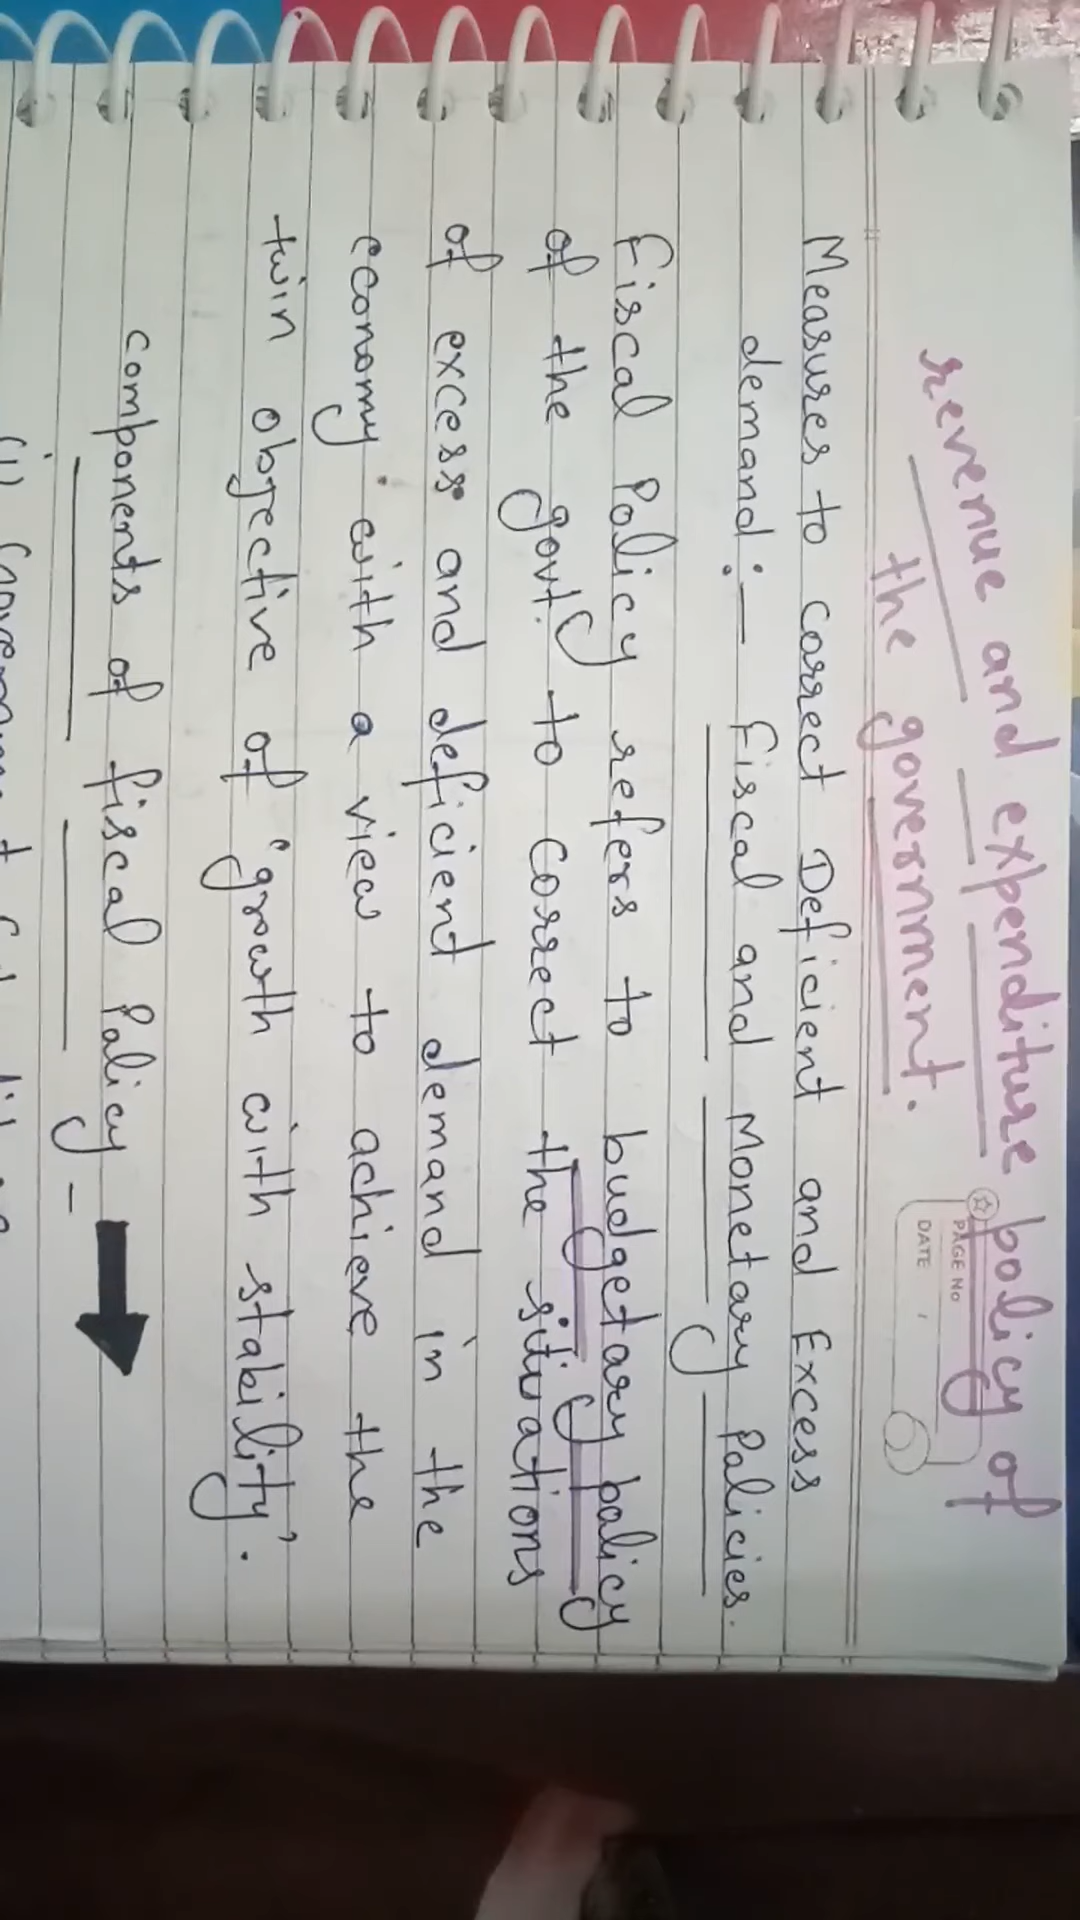 revenue and expenditure policy of
the government.
PAGE NO
DATE
Measures to correct Deficient and Excess
demand :- Fiscal and Monetary Policies.
Fiscal Policy refers to budgetary policy
of the govt. to correct the situations
of excess and deficient demand in the
economy with a view to achieve the
twin objective of 'growth with stability'.
components of fiscal Policy -
(1) Government